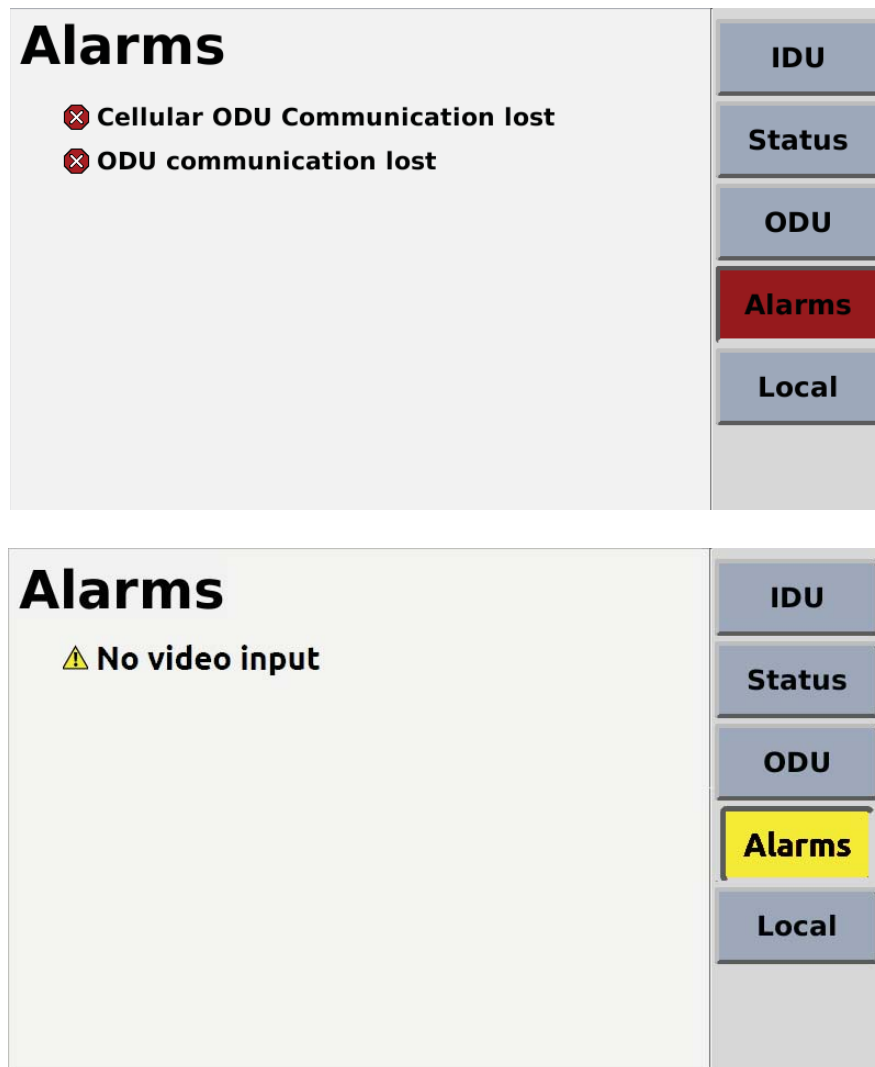 Alarms
Cellular ODU Communication lost
ODU communication lost
IDU
Status
ODU
Alarms
Local
Alarms
No video input
IDU
Status
ODU
Alarms
Local